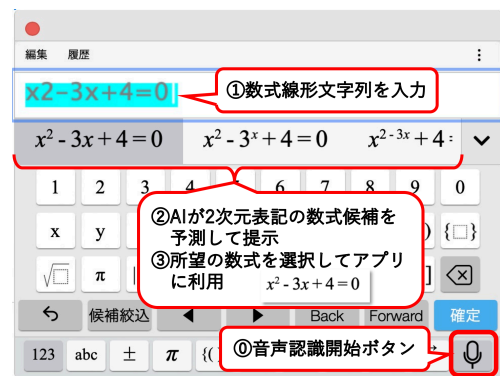 編集 履歴
x2-3x+4=0
①数式線形文字列を入力
x² - 3x + 4 = 0 x² - 3ˣ + 4 = 0 x²⁻³ˣ + 4
1 2 3 4 6 7 8 9 0
②AIが2次元表記の数式候補を
予測して提示
③所望の数式を選択してアプリ
に利用 x² - 3x + 4 = 0
x y ) {□}
√□ π | ]
候補絞込 ◀ ▶ Back Forward 確定
⓪音声認識開始ボタン
123 abc ± π {(